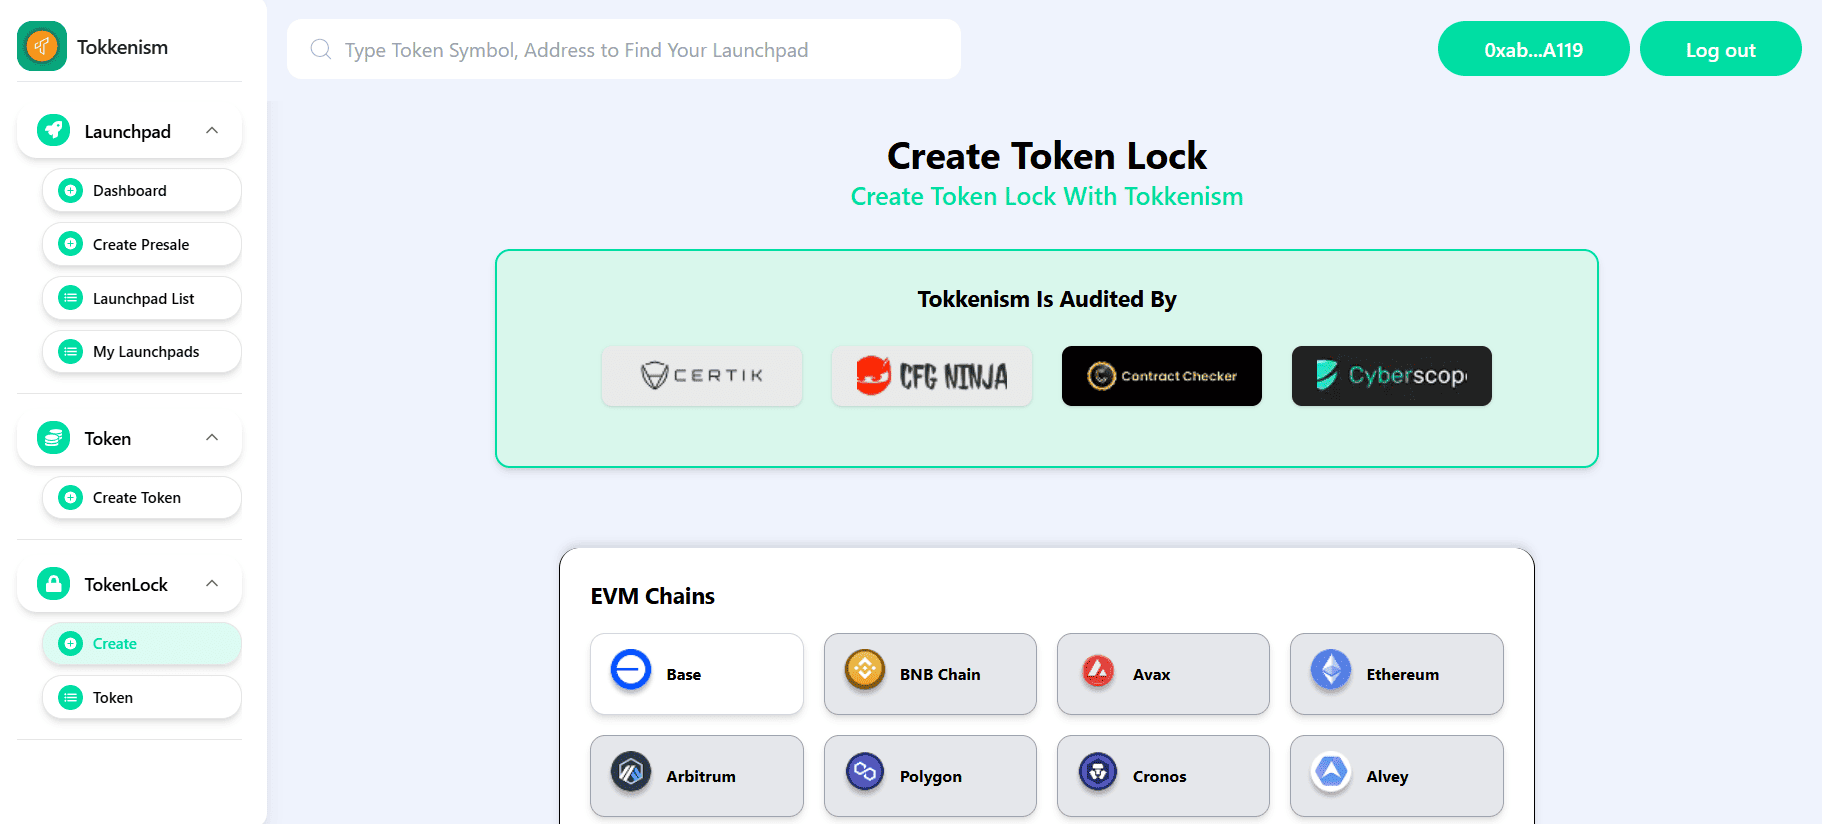 Tokkenism
Type Token Symbol, Address to Find Your Launchpad
0xab...A119
Log out
Launchpad
Dashboard
Create Presale
Launchpad List
My Launchpads
Token
Create Token
TokenLock
Create
Token
Create Token Lock
Create Token Lock With Tokkenism
Tokkenism Is Audited By
CERTIK
CFG NINJA
Contract Checker
Cyberscop
EVM Chains
Base
BNB Chain
Avax
Ethereum
Arbitrum
Polygon
Cronos
Alvey